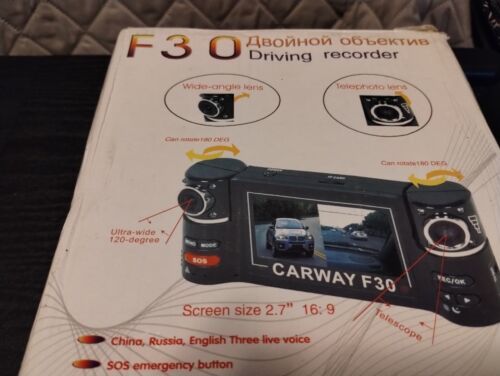 F30 Двойной объектив
Driving recorder
Wide-angle lens
Telephoto lens
Can rotate180 DEG
Can rotate180 DEG
TF CARD
Ultra-wide
120-degree
MENU MODE
SOS
REC/OK
CARWAY F30
Telescope
Screen size 2.7" 16:9
China, Russia, English Three live voice
SOS emergency button